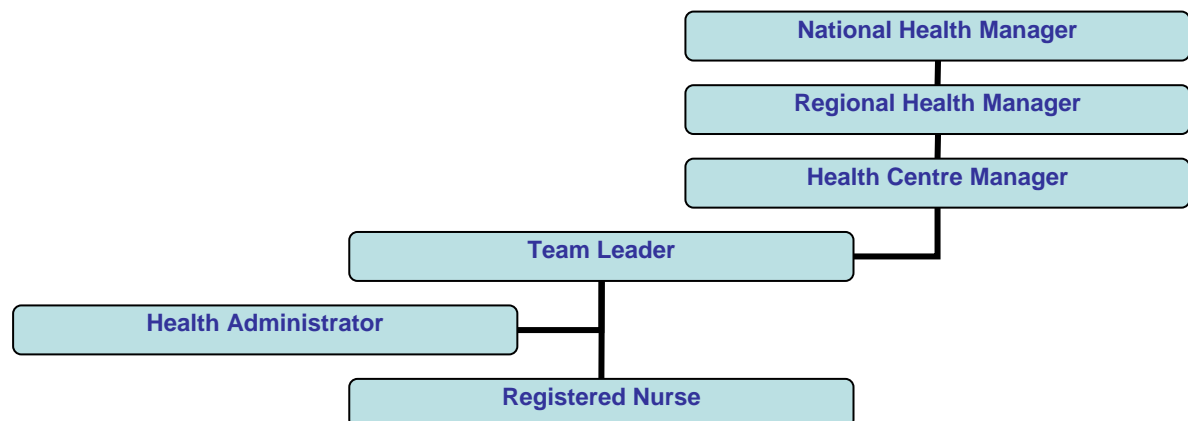 National Health Manager
Regional Health Manager
Health Centre Manager
Team Leader
Health Administrator
Registered Nurse